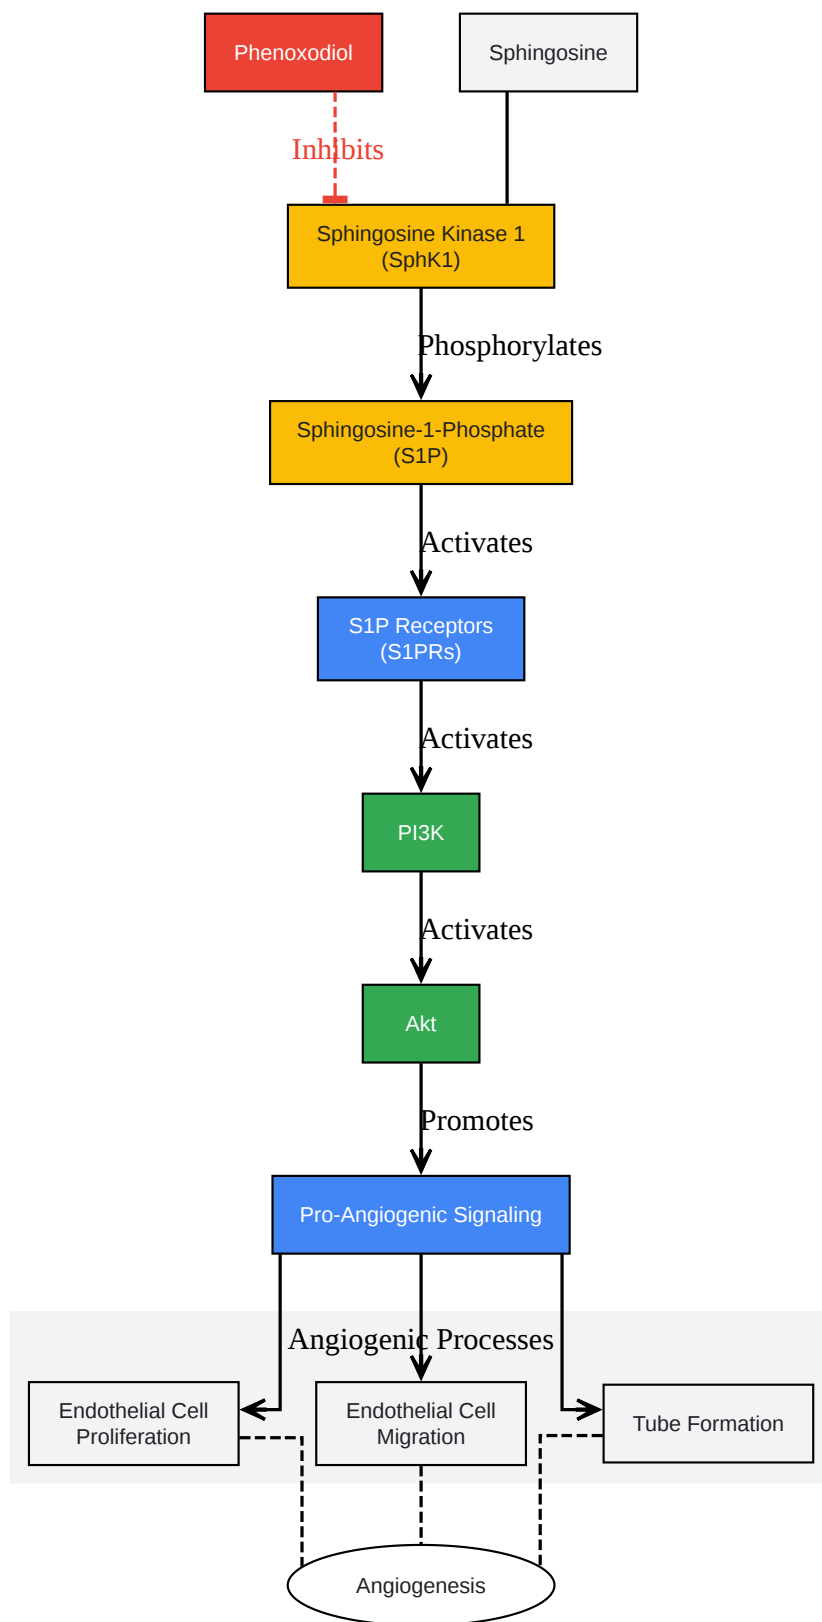 Phenoxodiol
Sphingosine
Inhibits
Sphingosine Kinase 1
(SphK1)
Phosphorylates
Sphingosine-1-Phosphate
(S1P)
Activates
S1P Receptors
(S1PRs)
Activates
PI3K
Activates
Akt
Promotes
Pro-Angiogenic Signaling
Angiogenic Processes
Endothelial Cell
Proliferation
Endothelial Cell
Migration
Tube Formation
Angiogenesis